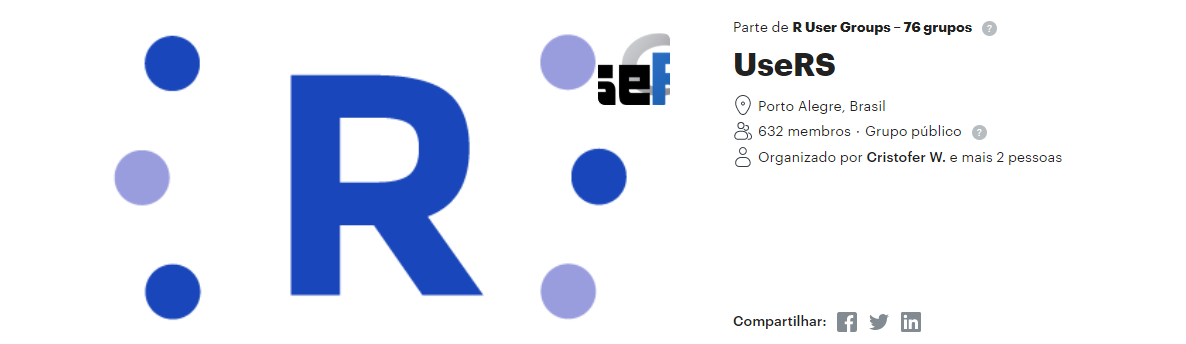 R
Parte de R User Groups – 76 grupos ?
UseRS
Porto Alegre, Brasil
632 membros · Grupo público ?
Organizado por Cristofer W. e mais 2 pessoas
Compartilhar: